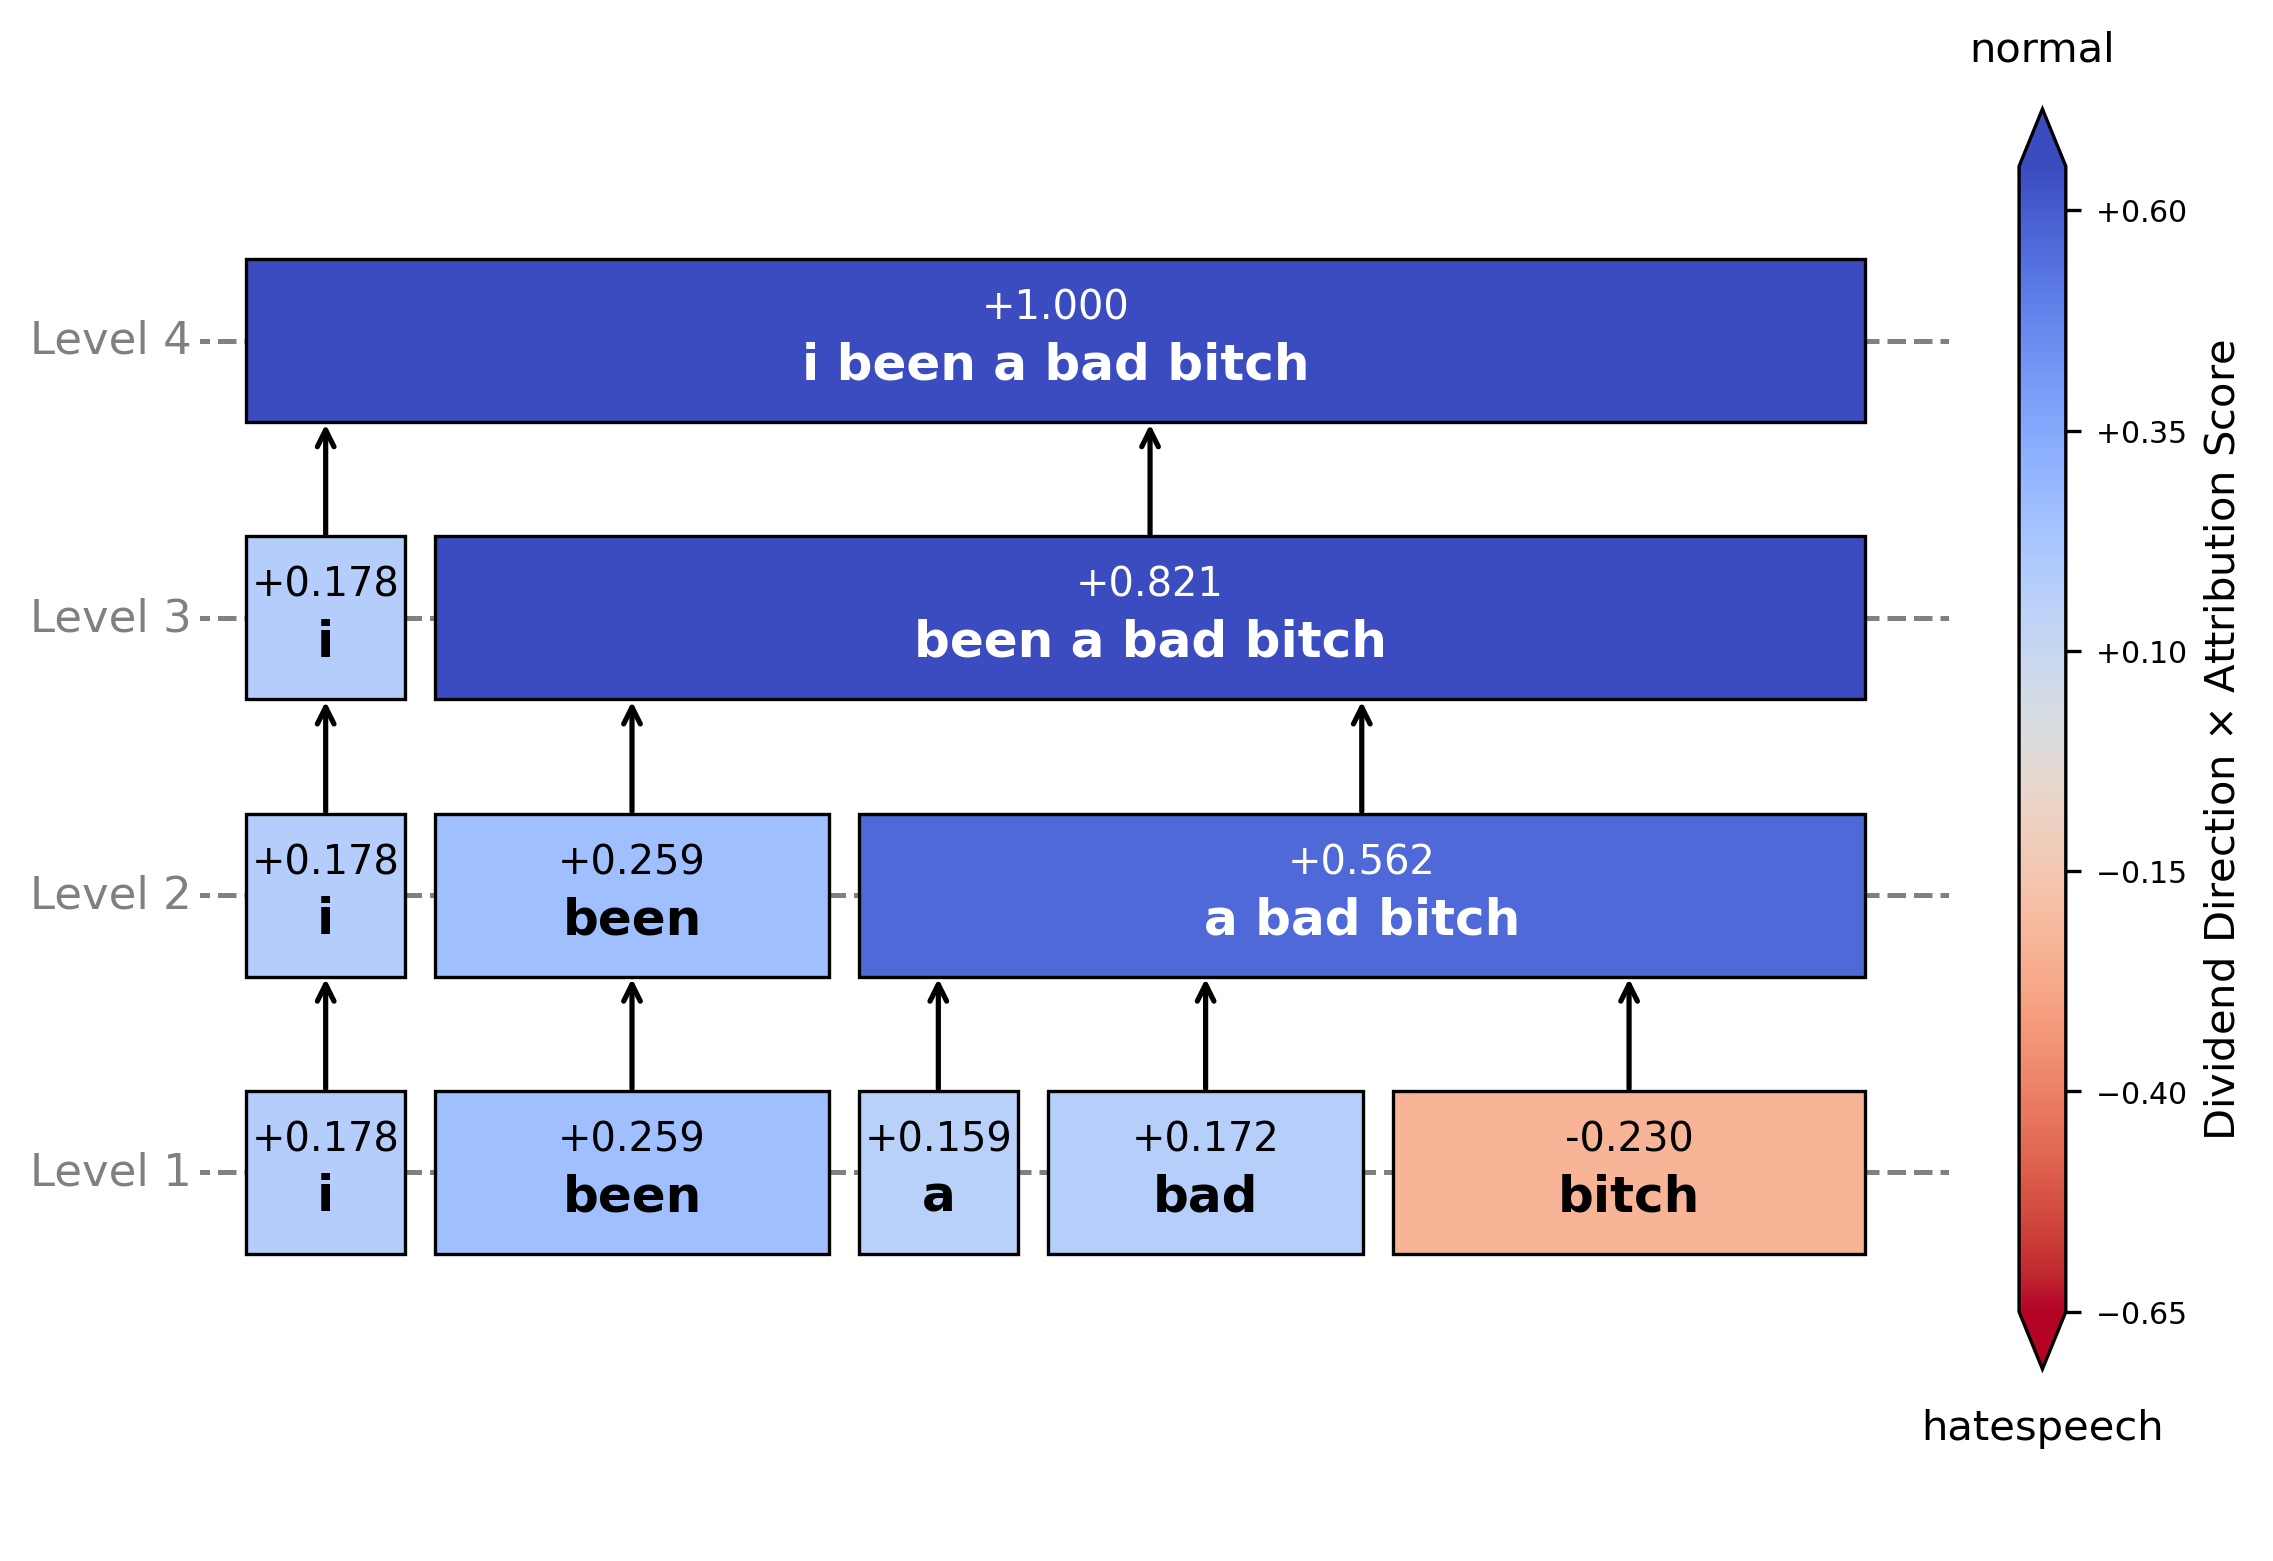 normal
+1.000
Level 4
i been a bad bitch
+0.178
+0.821
Level 3
i
been a bad bitch
+0.178
+0.259
+0.562
Level 2
i
been
a bad bitch
+0.178
+0.259
+0.159
+0.172
-0.230
Level 1
i
been
a
bad
bitch
+0.60
+0.35
+0.10
−0.15
−0.40
−0.65
Dividend Direction × Attribution Score
hatespeech